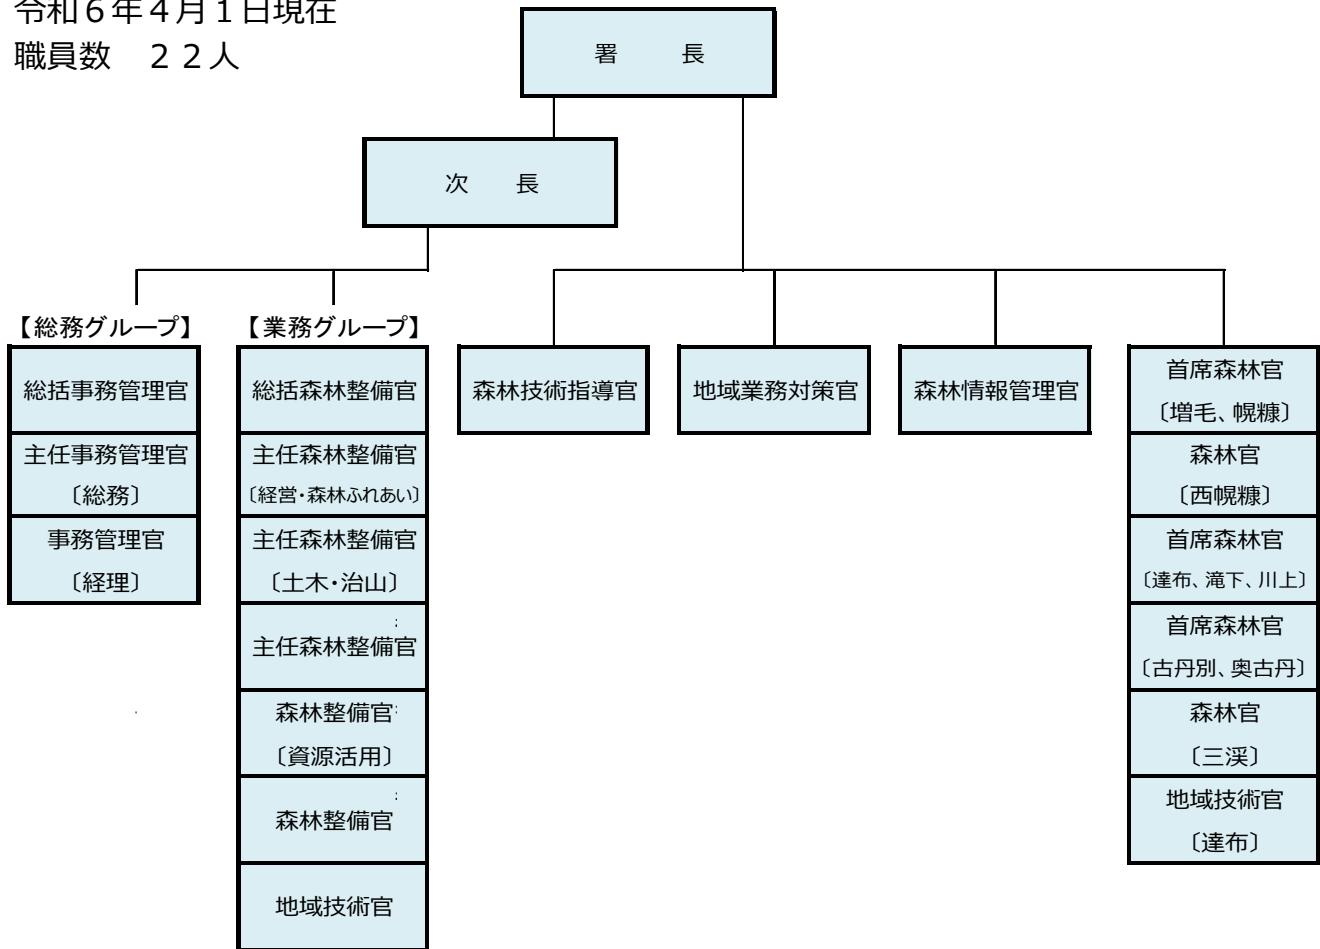 令和６年４月１日現在
職員数　２２人
署　　長
次　　長
【総務グループ】
総括事務管理官
主任事務管理官
〔総務〕
事務管理官
〔経理〕
【業務グループ】
総括森林整備官
主任森林整備官
〔経営・森林ふれあい〕
主任森林整備官
〔土木・治山〕
主任森林整備官
森林整備官
〔資源活用〕
森林整備官
地域技術官
森林技術指導官
地域業務対策官
森林情報管理官
首席森林官
〔増毛、幌糠〕
森林官
〔西幌糠〕
首席森林官
〔達布、滝下、川上〕
首席森林官
〔古丹別、奥古丹〕
森林官
〔三渓〕
地域技術官
〔達布〕